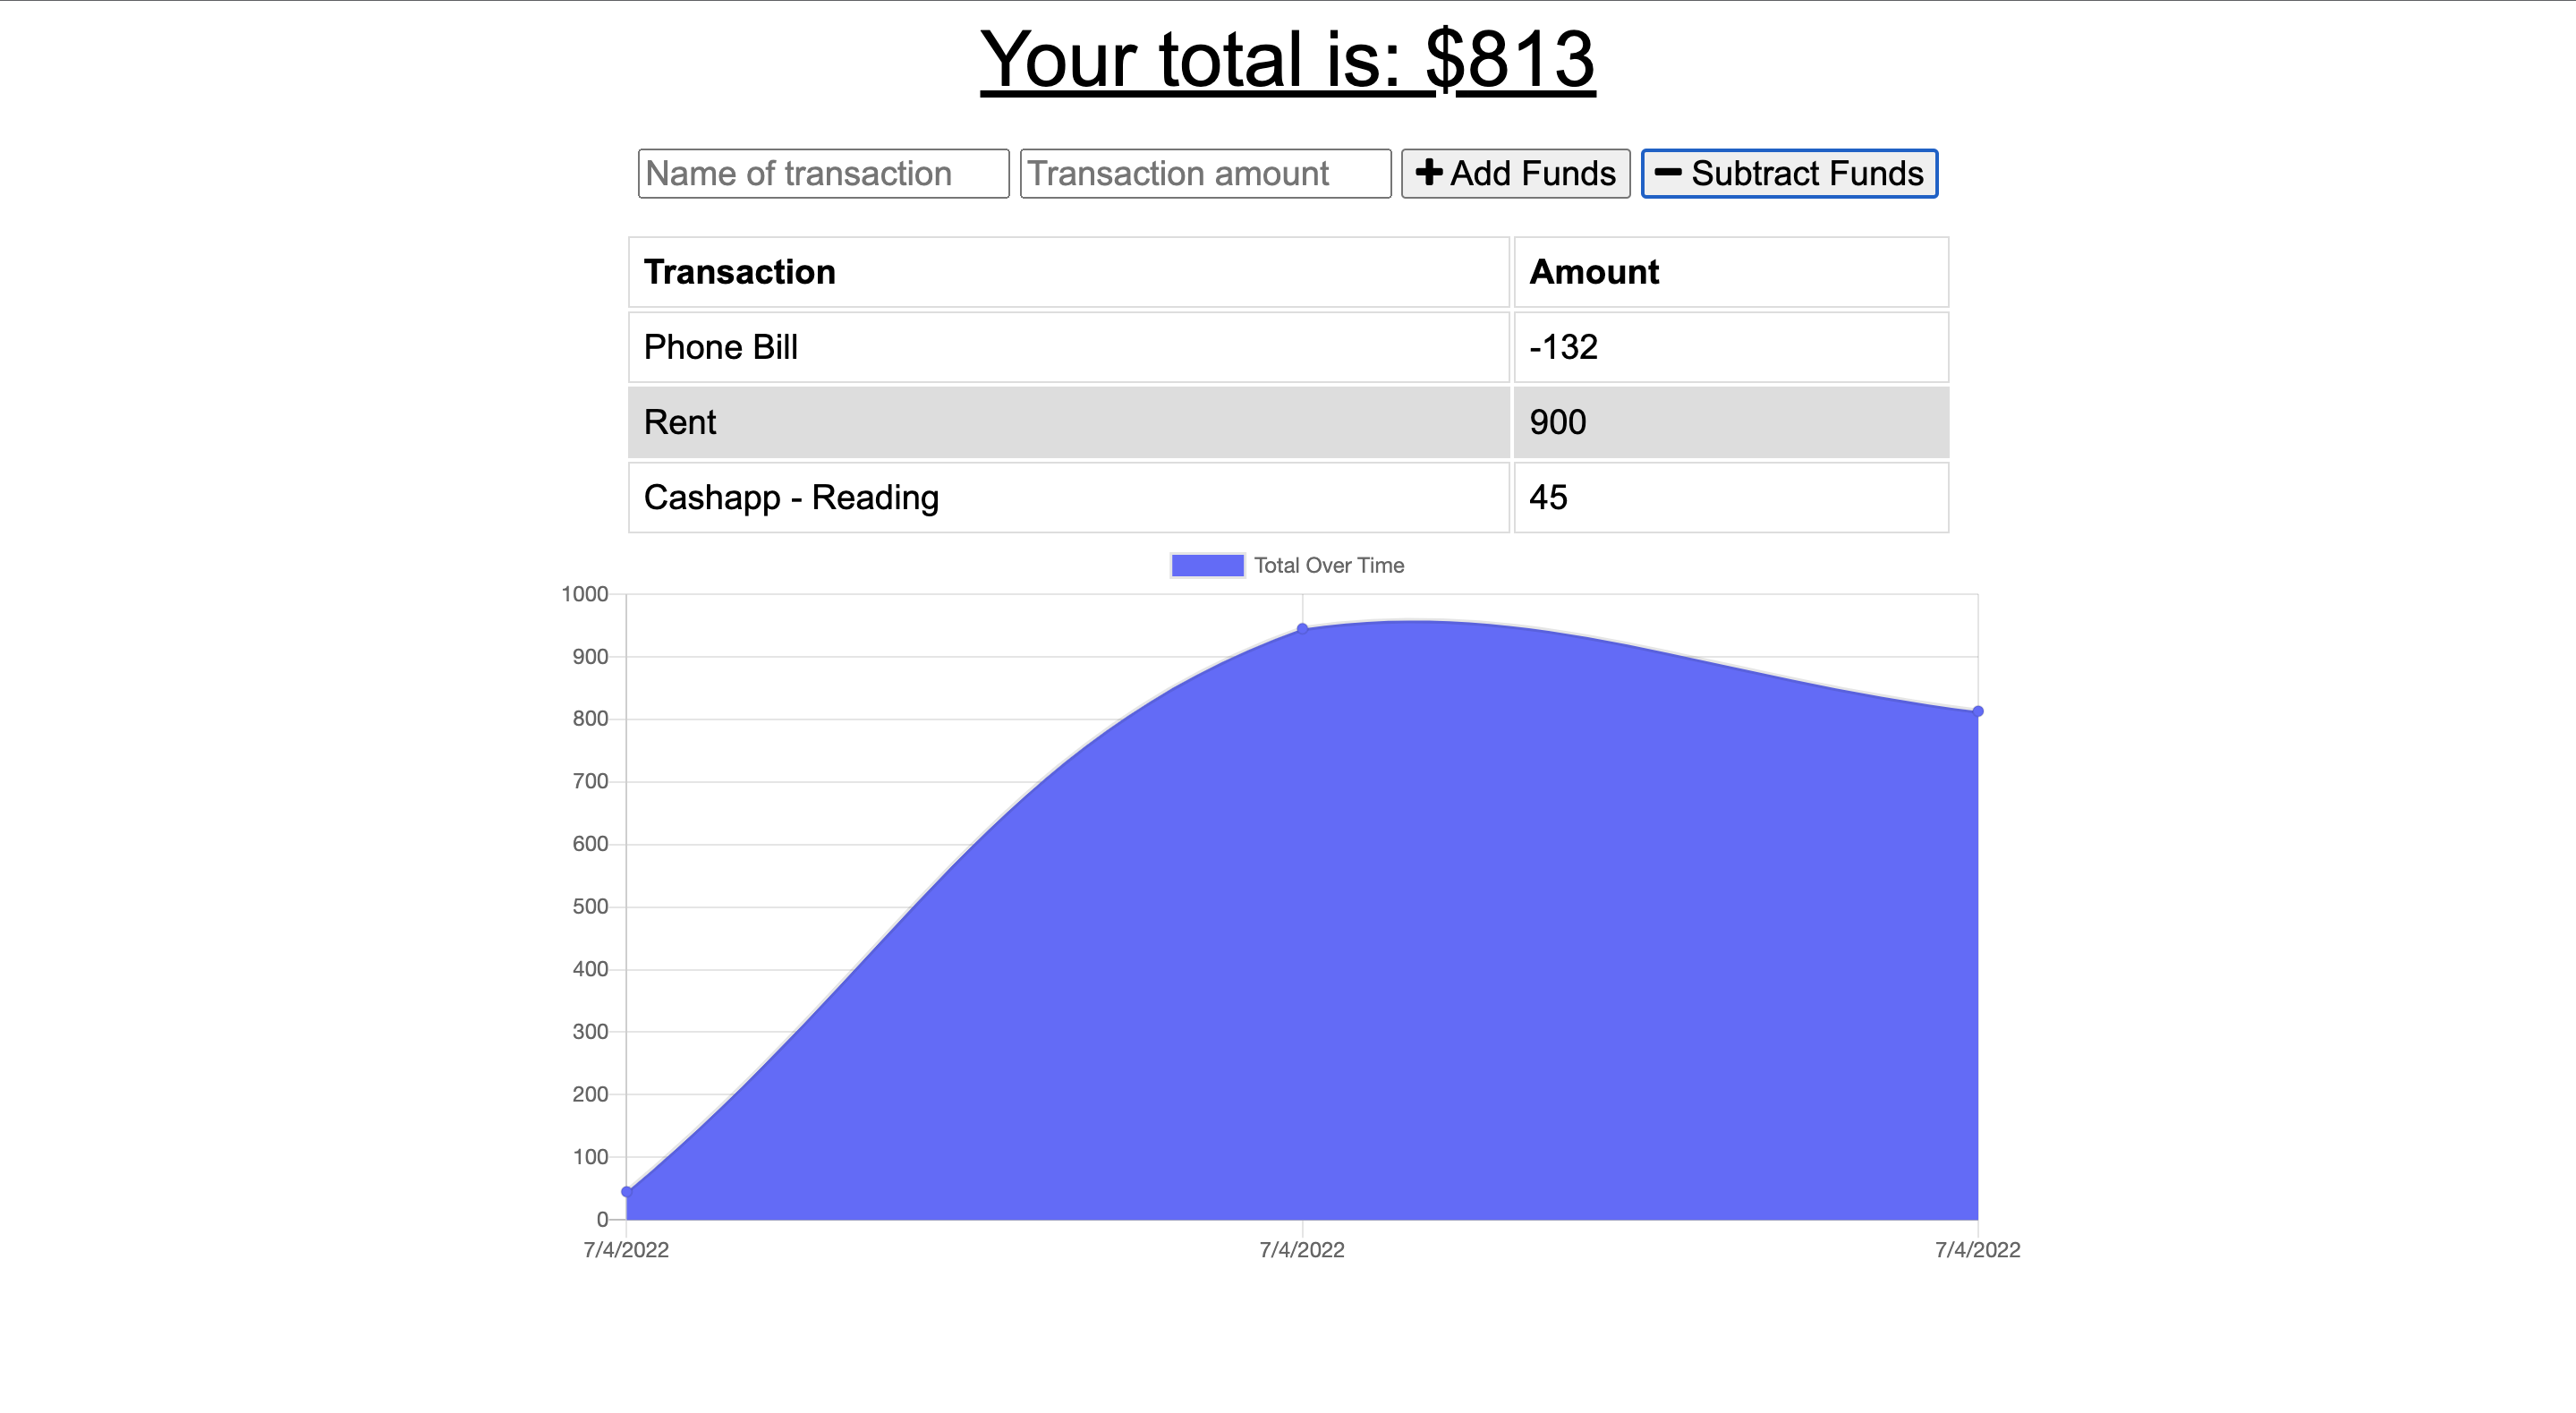 Your total is: $813
Name of transaction Transaction amount Add Funds Subtract Funds
Transaction Amount
Phone Bill -132
Rent 900
Cashapp - Reading 45
Total Over Time
1000
900
800
700
600
500
400
300
200
100
0
7/4/2022 7/4/2022 7/4/2022